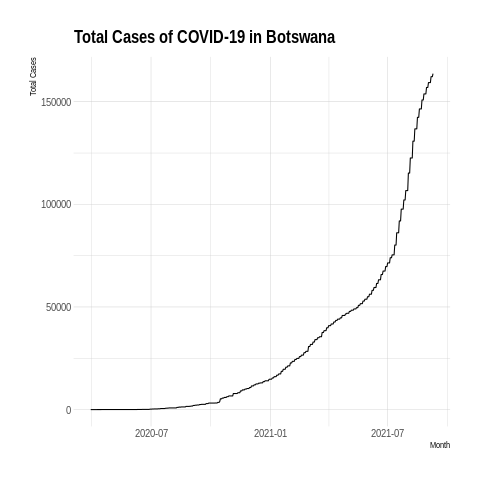 Total Cases of COVID-19 in Botswana
Total Cases
150000
100000
50000
0
2020-07
2021-01
2021-07
Month